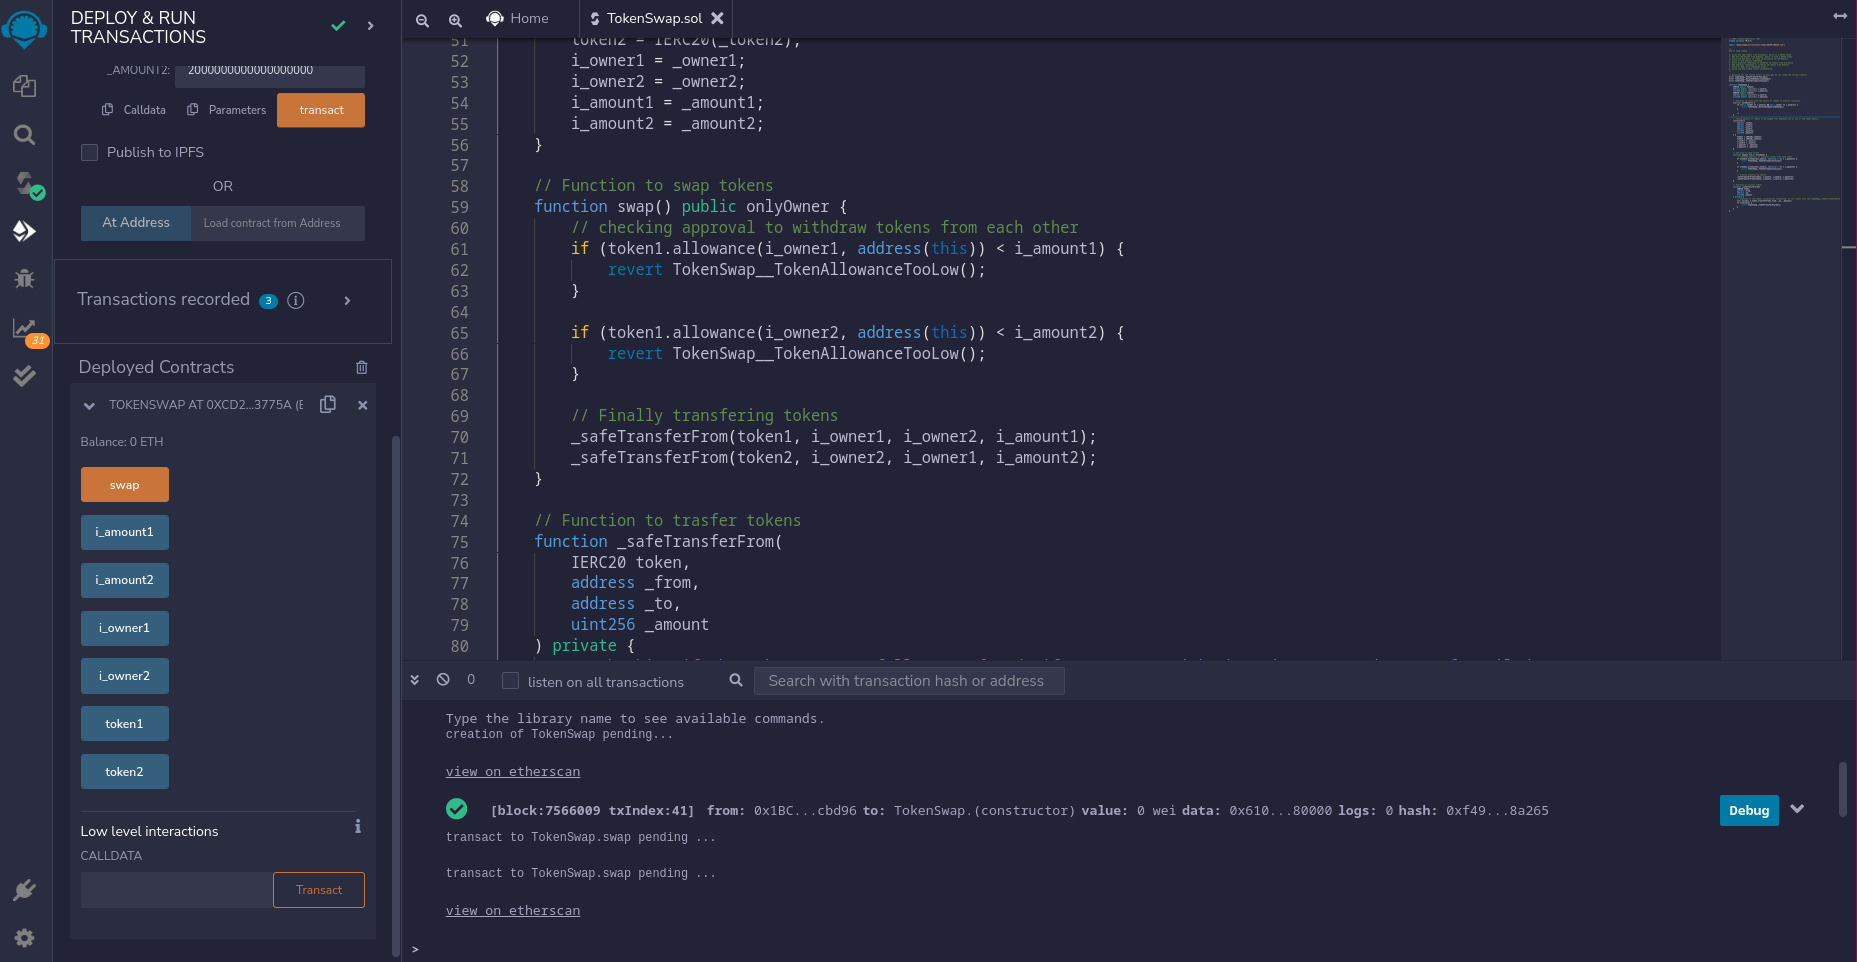 DEPLOY & RUN
TRANSACTIONS
_AMOUNT2: 2000000000000000000
Calldata Parameters transact
Publish to IPFS
OR
At Address Load contract from Address
Transactions recorded 3 i
31
Deployed Contracts
TOKENSWAP AT 0XCD2...3775A (E
Balance: 0 ETH
swap
i_amount1
i_amount2
i_owner1
i_owner2
token1
token2
Low level interactions i
CALLDATA
Transact
Home TokenSwap.sol
51 token2 = IERC20(_token2);
52 i_owner1 = _owner1;
53 i_owner2 = _owner2;
54 i_amount1 = _amount1;
55 i_amount2 = _amount2;
56 }
57
58 // Function to swap tokens
59 function swap() public onlyOwner {
60 // checking approval to withdraw tokens from each other
61 if (token1.allowance(i_owner1, address(this)) < i_amount1) {
62 revert TokenSwap__TokenAllowanceTooLow();
63 }
64
65 if (token1.allowance(i_owner2, address(this)) < i_amount2) {
66 revert TokenSwap__TokenAllowanceTooLow();
67 }
68
69 // Finally transfering tokens
70 _safeTransferFrom(token1, i_owner1, i_owner2, i_amount1);
71 _safeTransferFrom(token2, i_owner2, i_owner1, i_amount2);
72 }
73
74 // Function to trasfer tokens
75 function _safeTransferFrom(
76 IERC20 token,
77 address _from,
78 address _to,
79 uint256 _amount
80 ) private {
0 listen on all transactions Search with transaction hash or address
Type the library name to see available commands.
creation of TokenSwap pending...
view on etherscan
[block:7566009 txIndex:41] from: 0x1BC...cbd96 to: TokenSwap.(constructor) value: 0 wei data: 0x610...80000 logs: 0 hash: 0xf49...8a265 Debug
transact to TokenSwap.swap pending ...
transact to TokenSwap.swap pending ...
view on etherscan
>